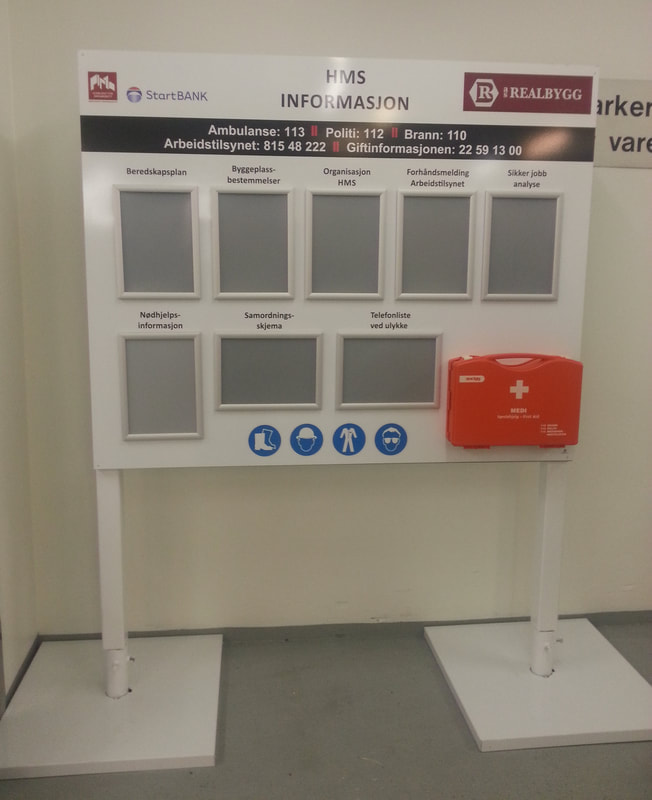 HMS
INFORMASJON
StartBANK
REALBYGG
arker
vare
Ambulanse: 113 || Politi: 112 || Brann: 110
Arbeidstilsynet: 815 48 222 || Giftinformasjonen: 22 59 13 00
Beredskapsplan
Byggeplass-
bestemmelser
Organisasjon
HMS
Forhåndsmelding
Arbeidstilsynet
Sikker jobb
analyse
Nødhjelps-
informasjon
Samordnings-
skjema
Telefonliste
ved ulykke
MEDI